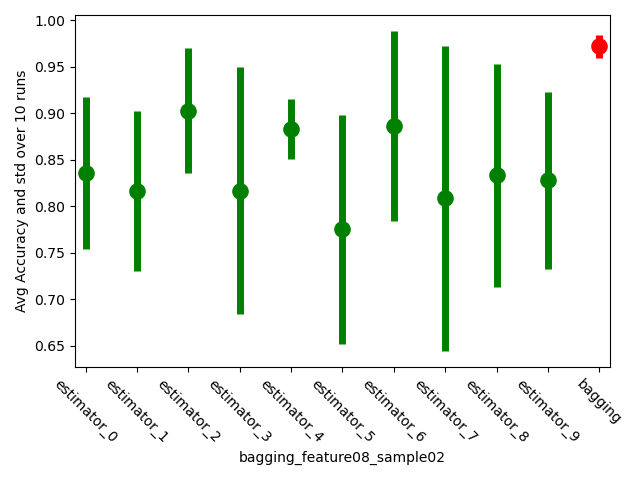 1.00
0.95
0.90
0.85
0.80
0.75
0.70
0.65
Avg Accuracy and std over 10 runs
estimator_0
estimator_1
estimator_2
estimator_3
estimator_4
estimator_5
estimator_6
estimator_7
estimator_8
estimator_9
bagging
bagging_feature08_sample02